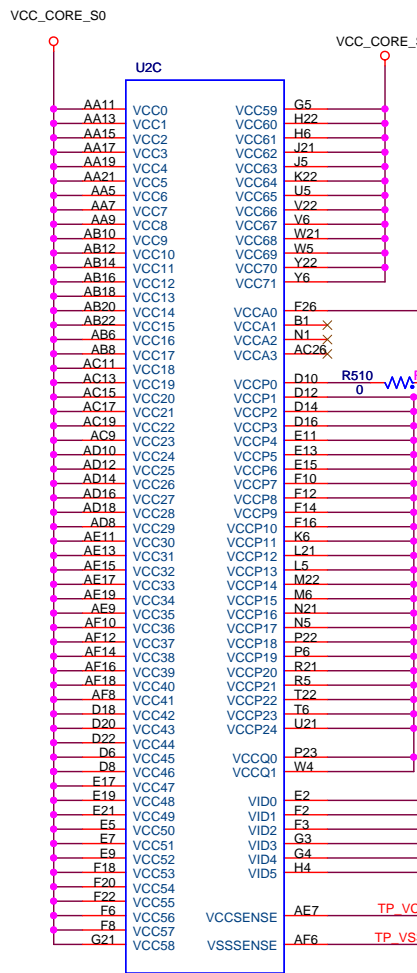 VCC_CORE_S0
VCC_CORE_S
U2C
AA11 VCC0 VCC59 G5
AA13 VCC1 VCC60 H22
AA15 VCC2 VCC61 H6
AA17 VCC3 VCC62 J21
AA19 VCC4 VCC63 J5
AA21 VCC5 VCC64 K22
AA5 VCC6 VCC65 U5
AA7 VCC7 VCC66 V22
AA9 VCC8 VCC67 V6
AB10 VCC9 VCC68 W21
AB12 VCC10 VCC69 W5
AB14 VCC11 VCC70 Y22
AB16 VCC12 VCC71 Y6
AB18 VCC13
AB20 VCC14 VCCA0 F26
AB22 VCC15 VCCA1 B1
AB6 VCC16 VCCA2 N1
AB8 VCC17 VCCA3 AC26
AC11 VCC18
AC13 VCC19 VCCP0 D10 R510 0
AC15 VCC20 VCCP1 D12
AC17 VCC21 VCCP2 D14
AC19 VCC22 VCCP3 D16
AC9 VCC23 VCCP4 E11
AD10 VCC24 VCCP5 E13
AD12 VCC25 VCCP6 E15
AD14 VCC26 VCCP7 F10
AD16 VCC27 VCCP8 F12
AD18 VCC28 VCCP9 F14
AD8 VCC29 VCCP10 F16
AE11 VCC30 VCCP11 K6
AE13 VCC31 VCCP12 L21
AE15 VCC32 VCCP13 L5
AE17 VCC33 VCCP14 M22
AE19 VCC34 VCCP15 M6
AE9 VCC35 VCCP16 N21
AF10 VCC36 VCCP17 N5
AF12 VCC37 VCCP18 P22
AF14 VCC38 VCCP19 P6
AF16 VCC39 VCCP20 R21
AF18 VCC40 VCCP21 R5
AF8 VCC41 VCCP22 T22
D18 VCC42 VCCP23 T6
D20 VCC43 VCCP24 U21
D22 VCC44
D6 VCC45 VCCQ0 P23
D8 VCC46 VCCQ1 W4
E17 VCC47
E19 VCC48 VID0 E2
E21 VCC49 VID1 F2
E5 VCC50 VID2 F3
E7 VCC51 VID3 G3
E9 VCC52 VID4 G4
F18 VCC53 VID5 H4
F20 VCC54
F22 VCC55
F6 VCC56 VCCSENSE AE7 TP_VC
F8 VCC57
G21 VCC58 VSSSENSE AF6 TP_VS